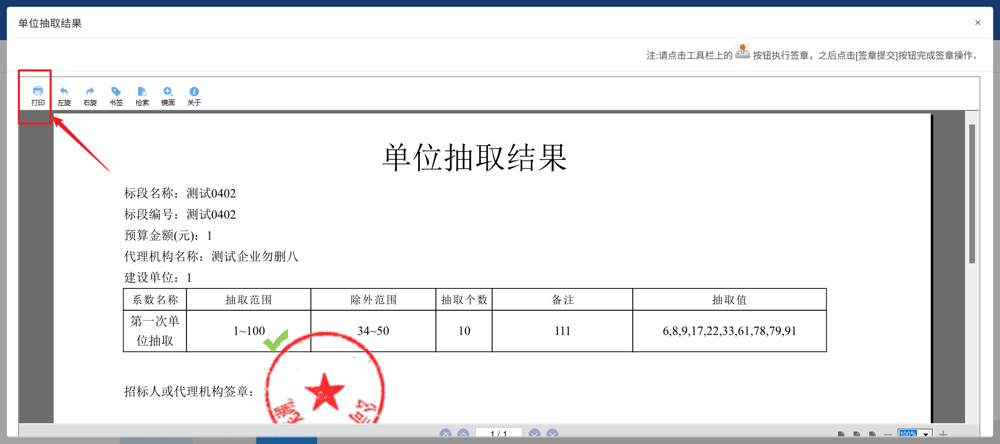 单位抽取结果
×
注:请点击工具栏上的 按钮执行签章，之后点击[签章提交]按钮完成签章操作。
打印 左旋 右旋 书签 检索 镜面 关于
单位抽取结果
标段名称：测试0402
标段编号：测试0402
预算金额(元)：1
代理机构名称：测试企业勿删八
建设单位：1
系数名称 抽取范围 除外范围 抽取个数 备注 抽取值
第一次单
位抽取 1~100 34~50 10 111 6,8,9,17,22,33,61,78,79,91
招标人或代理机构签章：
测 公司
1 / 1
100%